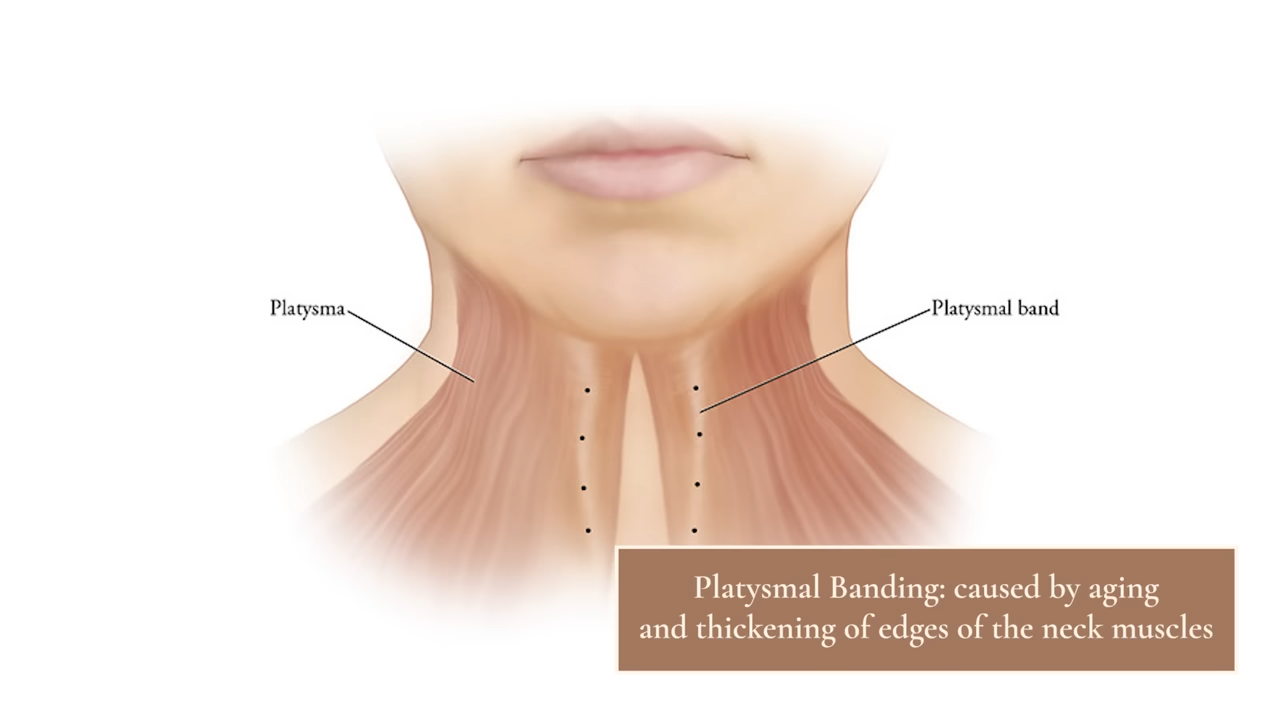 Platysma
Platysmal band
Platysmal Banding: caused by aging
and thickening of edges of the neck muscles